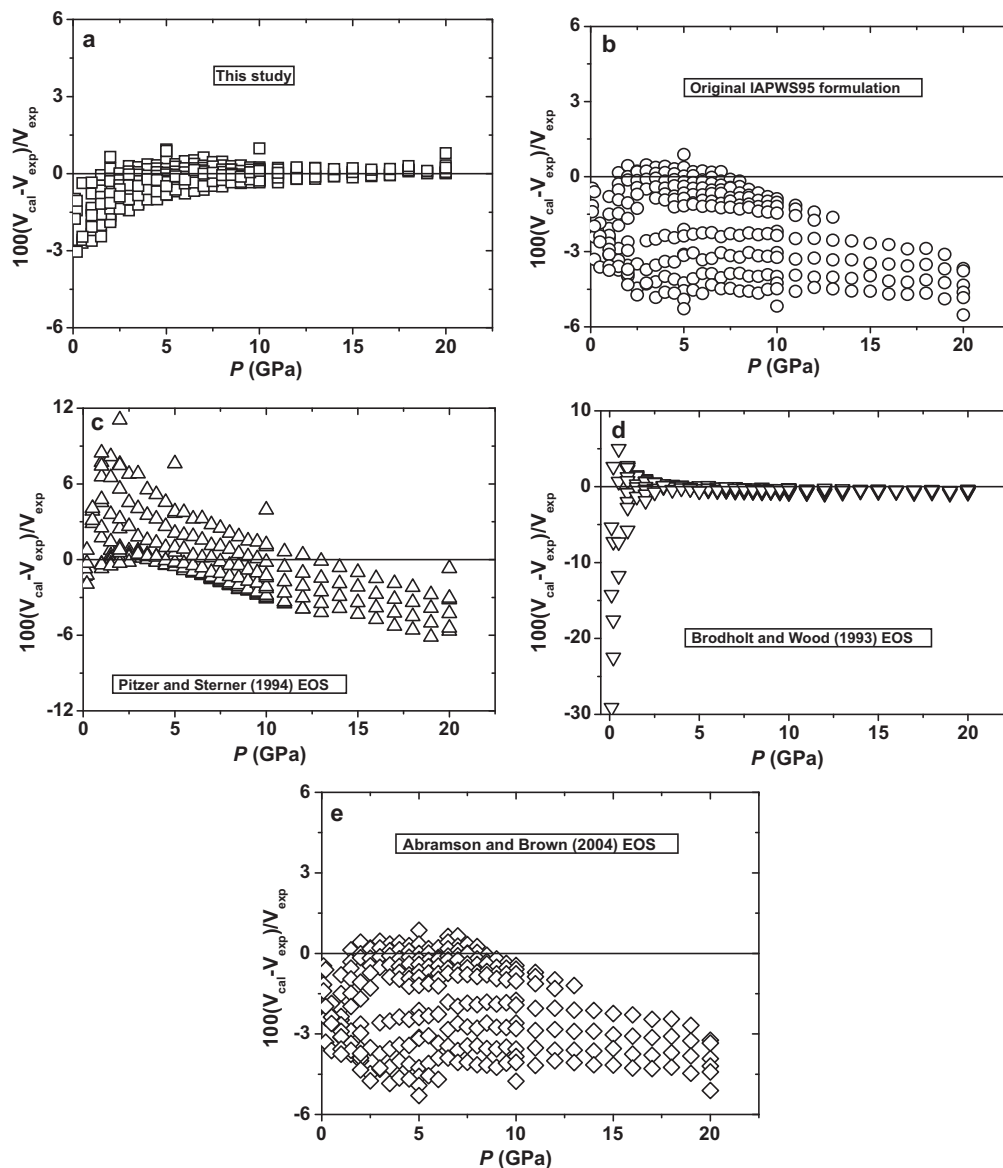 a
This study
6
3
0
-3
-6
100(Vcal-Vexp)/Vexp
0 5 10 15 20
P (GPa)
b
Original IAPWS95 formulation
6
3
0
-3
-6
100(Vcal-Vexp)/Vexp
0 5 10 15 20
P (GPa)
c
Pitzer and Sterner (1994) EOS
12
6
0
-6
-12
100(Vcal-Vexp)/Vexp
0 5 10 15 20
P (GPa)
d
Brodholt and Wood (1993) EOS
10
0
-10
-20
-30
100(Vcal-Vexp)/Vexp
0 5 10 15 20
P (GPa)
e
Abramson and Brown (2004) EOS
6
3
0
-3
-6
100(Vcal-Vexp)/Vexp
0 5 10 15 20
P (GPa)